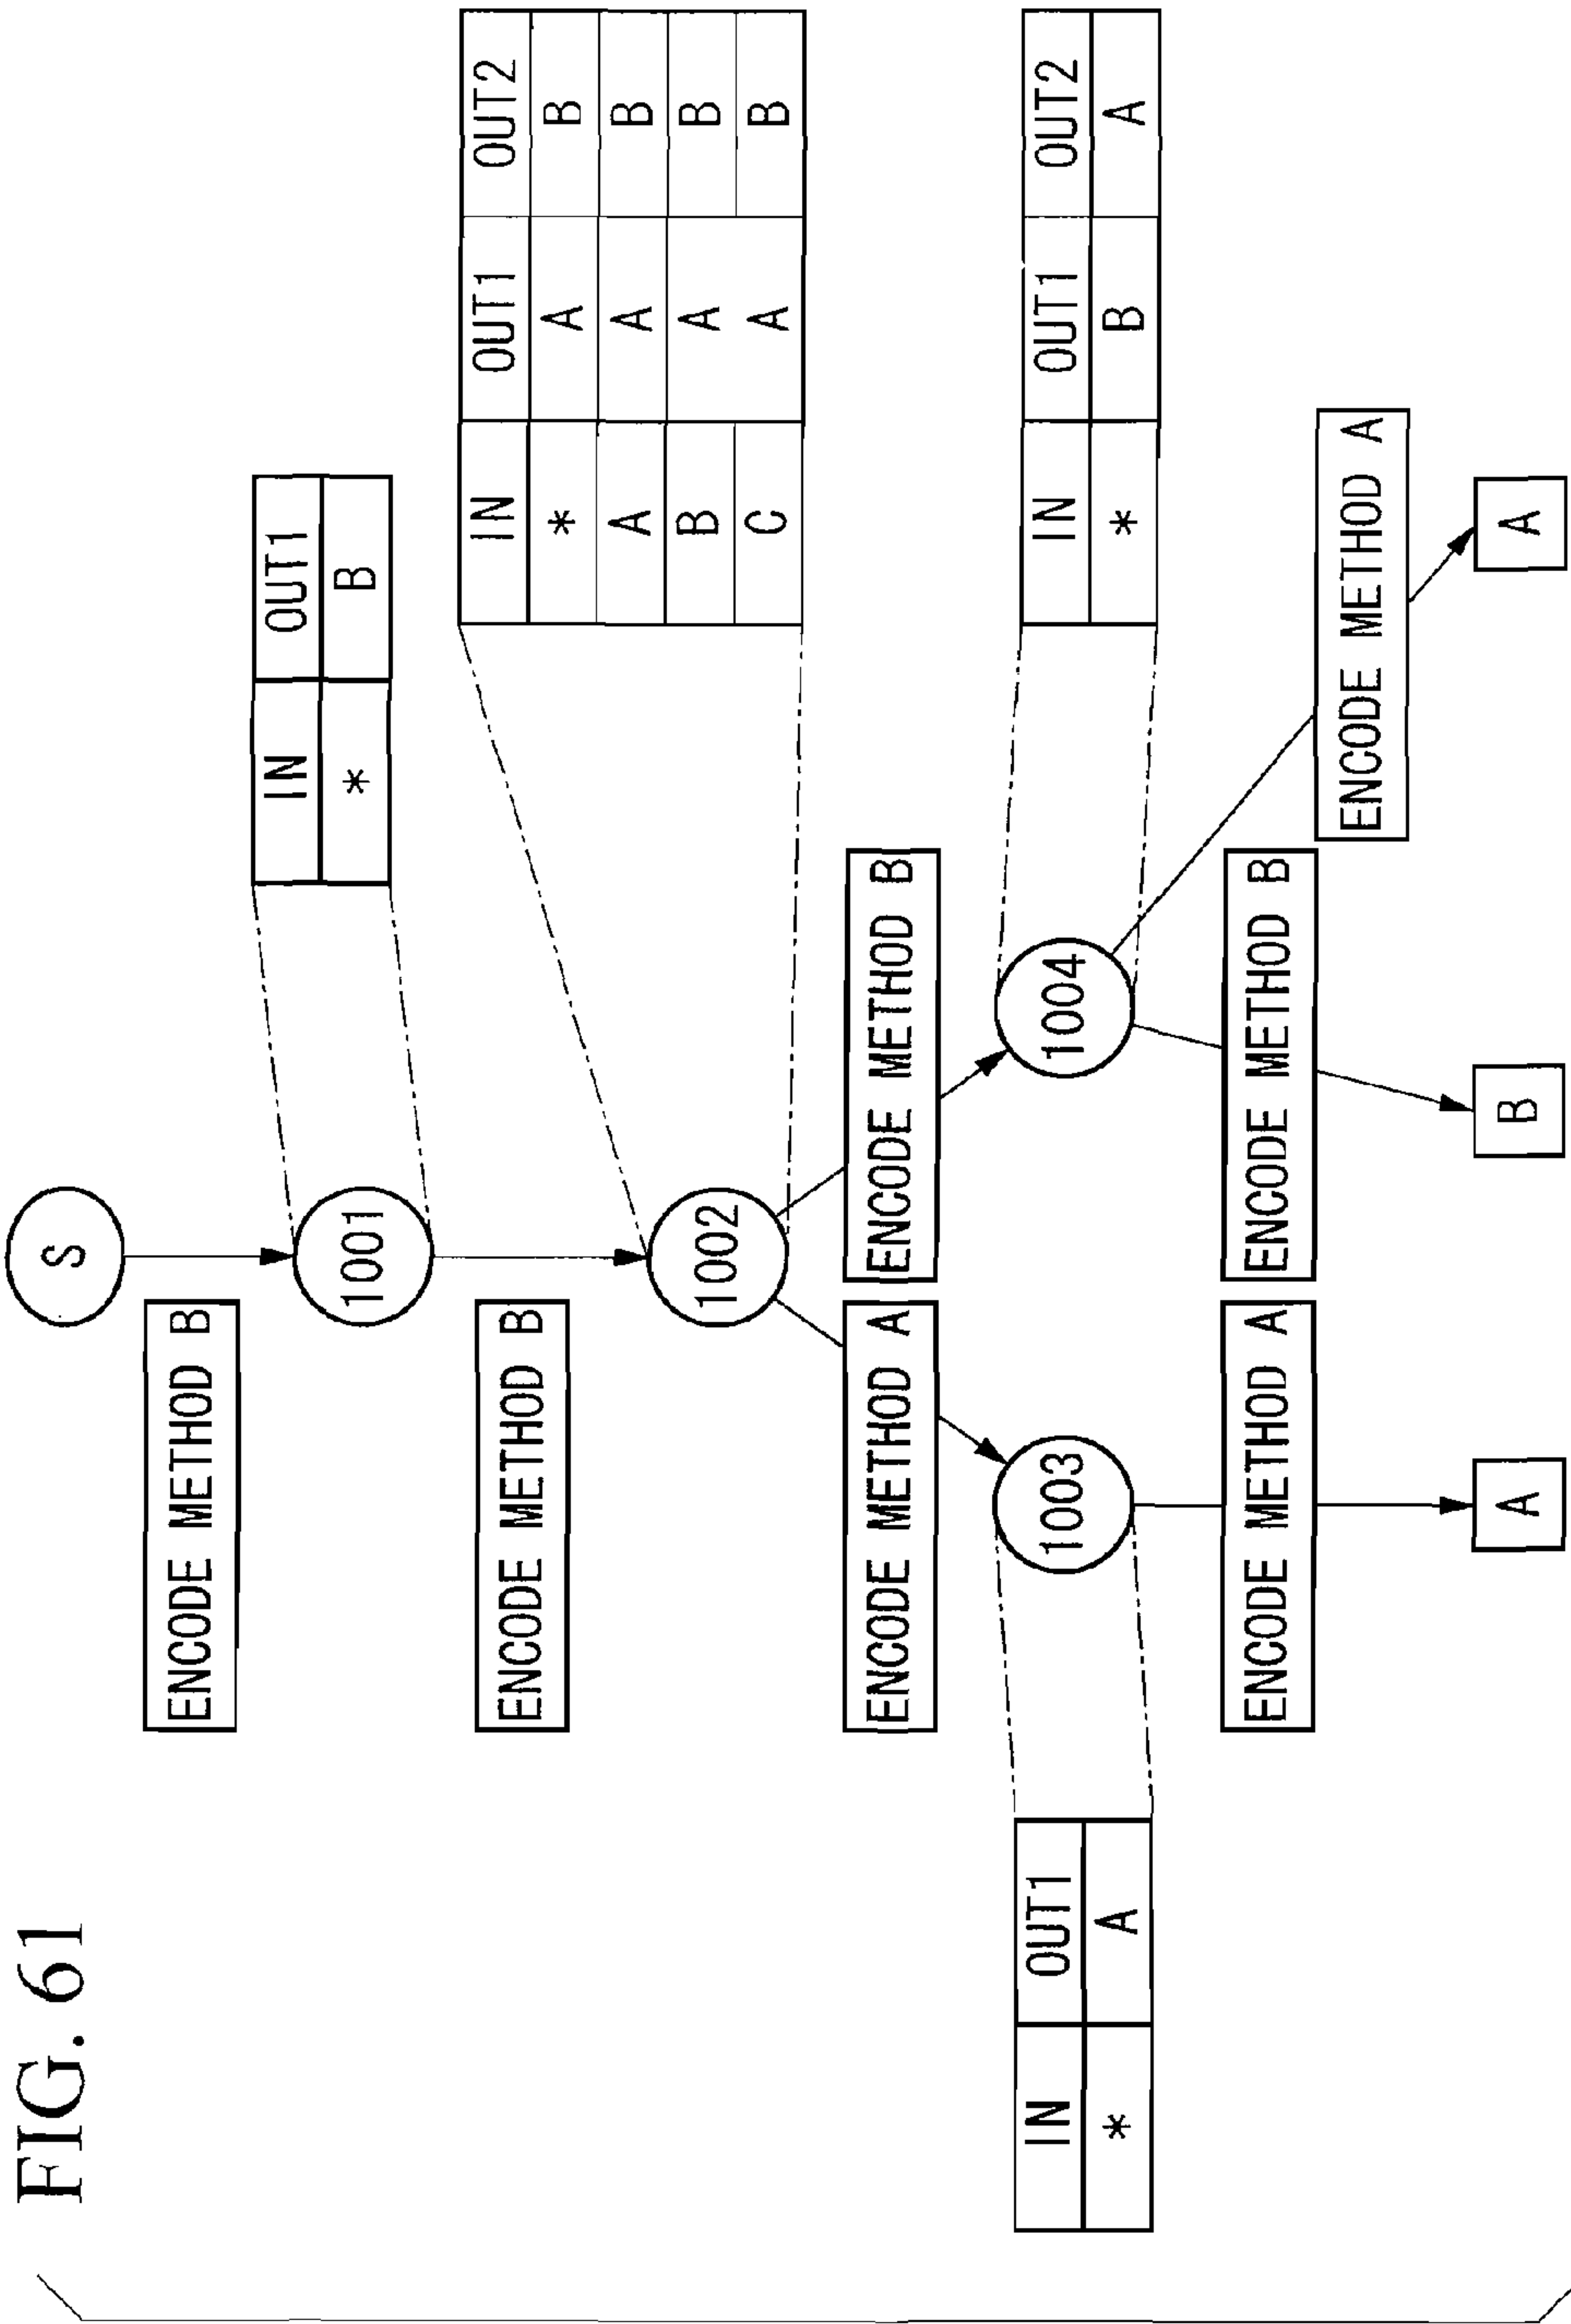 FIG. 61
S
ENCODE METHOD B
1001
IN OUT1
* B
ENCODE METHOD B
1002
IN OUT1 OUT2
* A B
A A B
B A B
C A B
ENCODE METHOD A
ENCODE METHOD B
IN OUT1
* A
1003
1004
IN OUT1 OUT2
* B A
ENCODE METHOD A
ENCODE METHOD B
ENCODE METHOD A
A
B
A